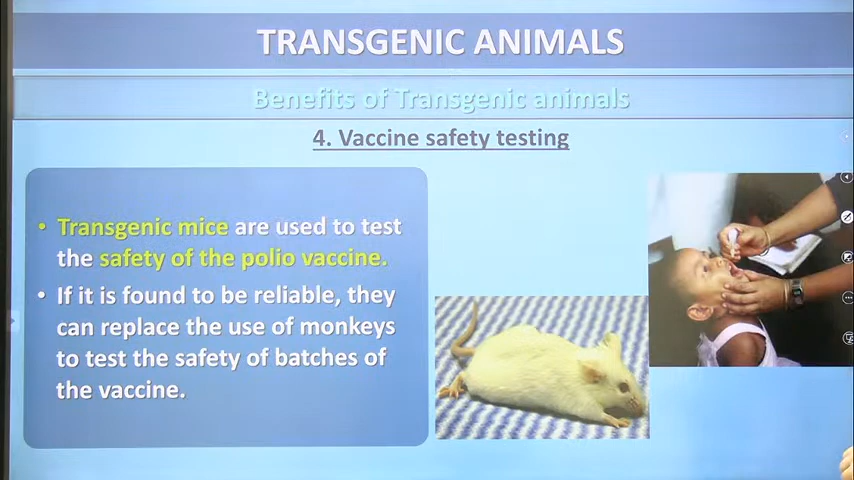 TRANSGENIC ANIMALS
Benefits of Transgenic animals
4. Vaccine safety testing
• Transgenic mice are used to test
the safety of the polio vaccine.
• If it is found to be reliable, they
can replace the use of monkeys
to test the safety of batches of
the vaccine.